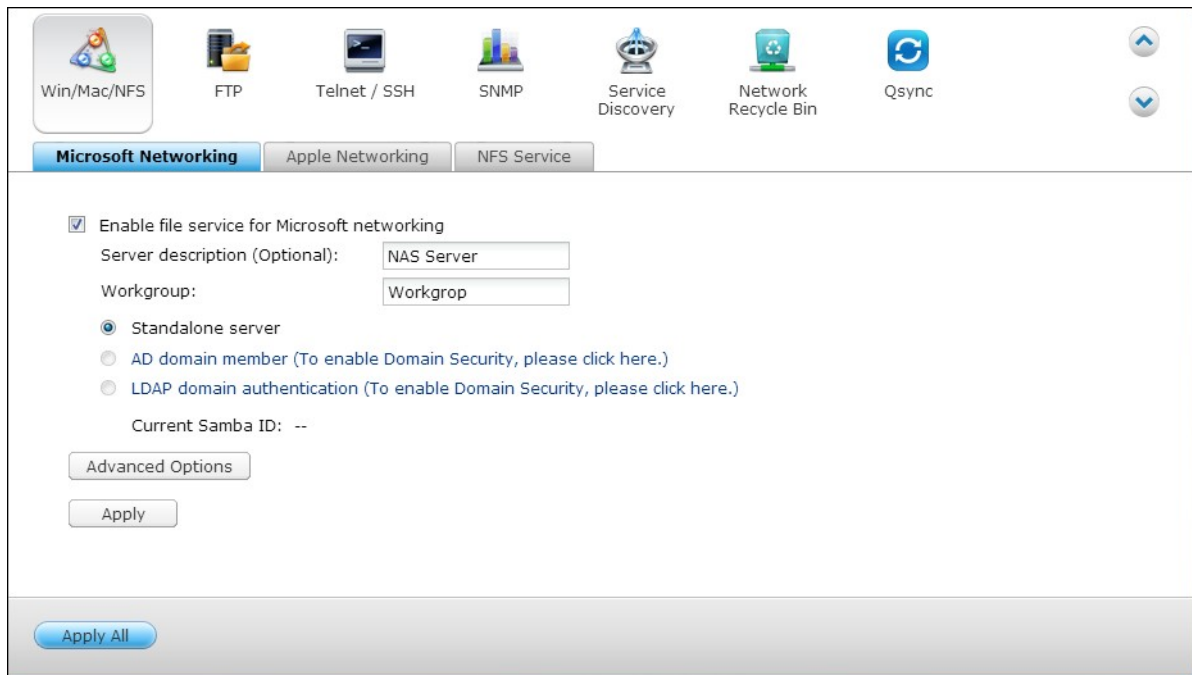 Win/Mac/NFS
FTP
Telnet / SSH
SNMP
Service
Discovery
Network
Recycle Bin
Qsync
Microsoft Networking
Apple Networking
NFS Service
Enable file service for Microsoft networking
Server description (Optional): NAS Server
Workgroup: Workgrop
Standalone server
AD domain member (To enable Domain Security, please click here.)
LDAP domain authentication (To enable Domain Security, please click here.)
Current Samba ID: --
Advanced Options
Apply
Apply All